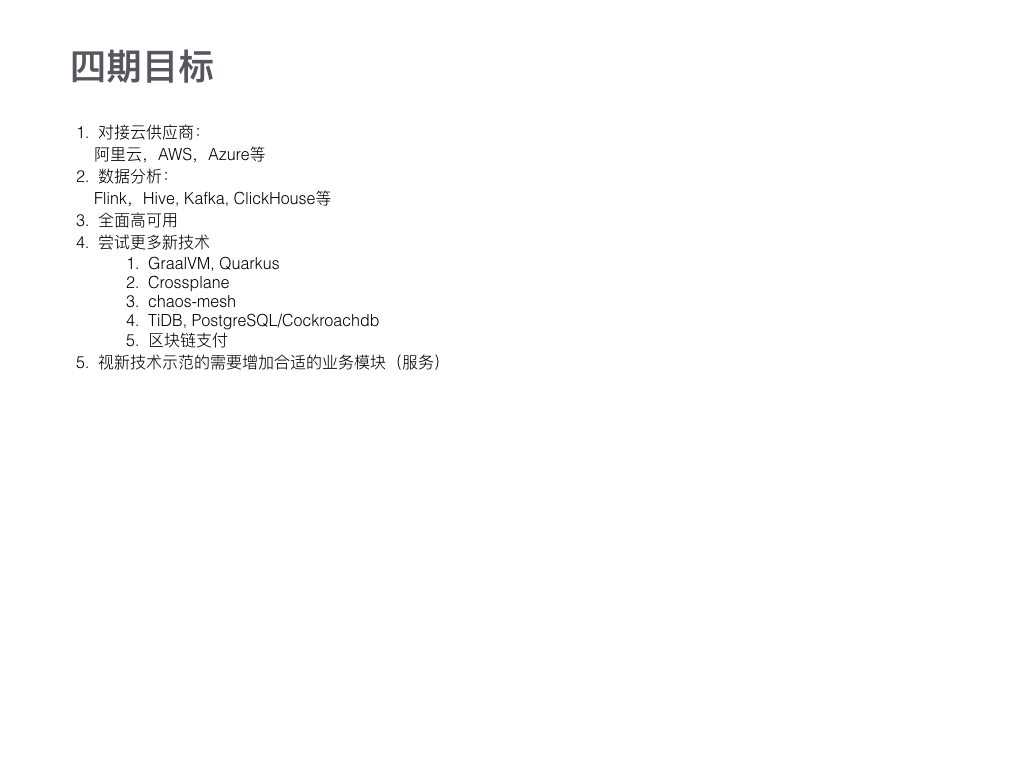 四期目标
1. 对接云供应商：
阿里云，AWS，Azure等
2. 数据分析：
Flink，Hive, Kafka, ClickHouse等
3. 全面高可用
4. 尝试更多新技术
1. GraalVM, Quarkus
2. Crossplane
3. chaos-mesh
4. TiDB, PostgreSQL/Cockroachdb
5. 区块链支付
5. 视新技术示范的需要增加合适的业务模块（服务）